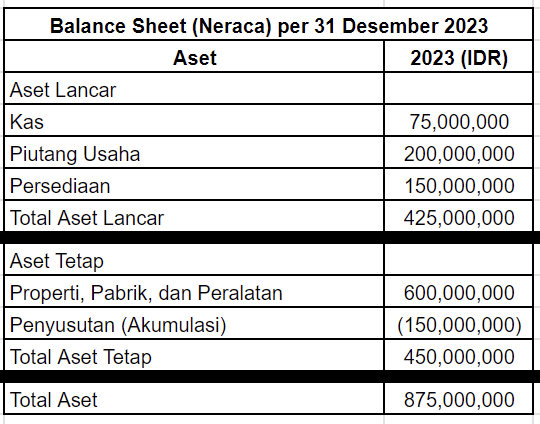 Balance Sheet (Neraca) per 31 Desember 2023
Aset 2023 (IDR)
Aset Lancar
Kas 75,000,000
Piutang Usaha 200,000,000
Persediaan 150,000,000
Total Aset Lancar 425,000,000
Aset Tetap
Properti, Pabrik, dan Peralatan 600,000,000
Penyusutan (Akumulasi) (150,000,000)
Total Aset Tetap 450,000,000
Total Aset 875,000,000